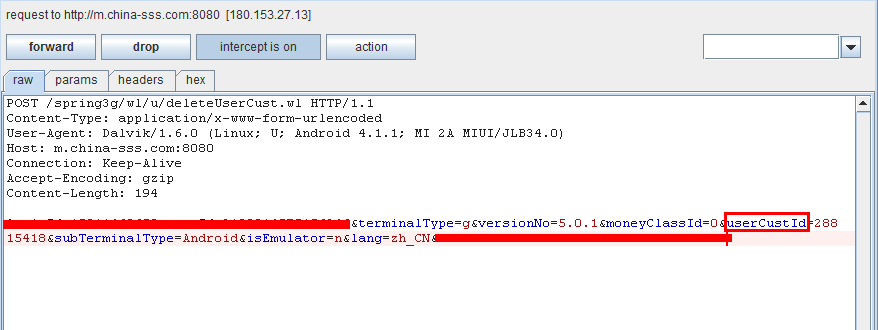 request to http://m.china-sss.com:8080 [180.153.27.13]
forward drop intercept is on action
raw params headers hex
POST /spring3g/wl/u/deleteUserCust.wl HTTP/1.1
Content-Type: application/x-www-form-urlencoded
User-Agent: Dalvik/1.6.0 (Linux; U; Android 4.1.1; MI 2A MIUI/JLB34.0)
Host: m.china-sss.com:8080
Connection: Keep-Alive
Accept-Encoding: gzip
Content-Length: 194
&terminalType=g&versionNo=5.0.1&moneyClassId=0&userCustId=288
15418&subTerminalType=Android&isEmulator=n&lang=zh_CN&